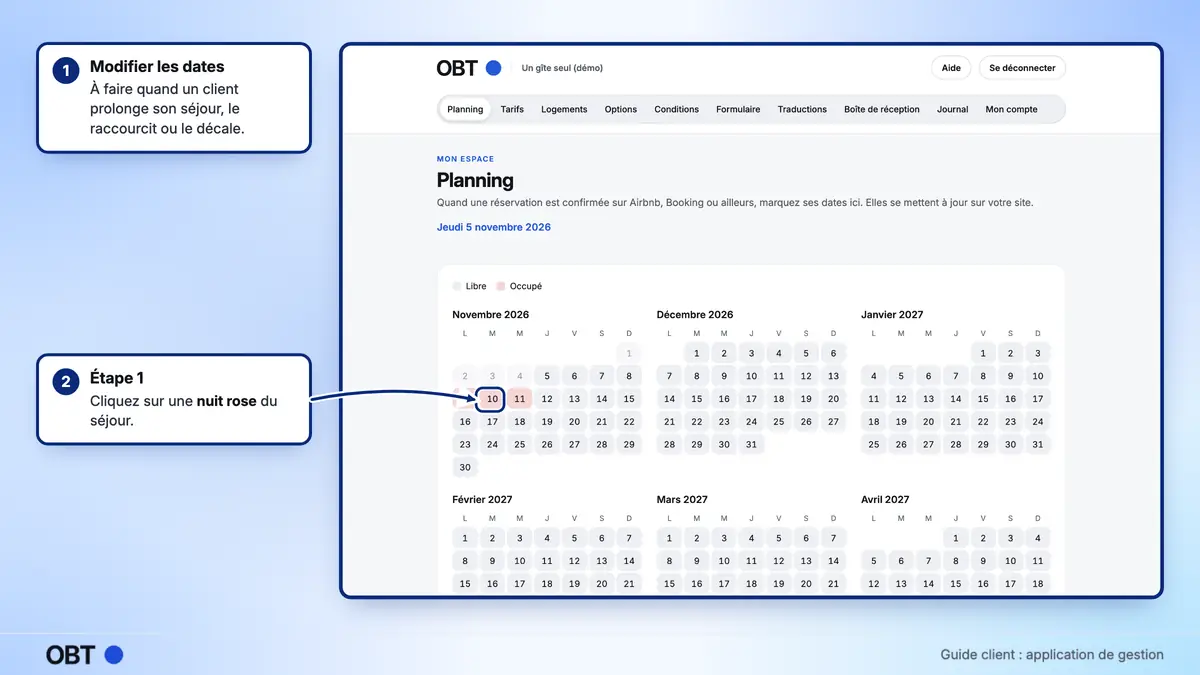 1
Modifier les dates
À faire quand un client
prolonge son séjour, le
raccourcit ou le décale.
2
Étape 1
Cliquez sur une nuit rose du
séjour.
OBT
Un gîte seul (démo)
Aide
Se déconnecter
Planning Tarifs Logements Options Conditions Formulaire Traductions Boîte de réception Journal Mon compte
MON ESPACE
Planning
Quand une réservation est confirmée sur Airbnb, Booking ou ailleurs, marquez ses dates ici. Elles se mettent à jour sur votre site.
Jeudi 5 novembre 2026
Libre Occupé
Novembre 2026
L M M J V S D
1
2 3 4 5 6 7 8
10 11 12 13 14 15
16 17 18 19 20 21 22
23 24 25 26 27 28 29
30
Décembre 2026
L M M J V S D
1 2 3 4 5 6
7 8 9 10 11 12 13
14 15 16 17 18 19 20
21 22 23 24 25 26 27
28 29 30 31
Janvier 2027
L M M J V S D
1 2 3
4 5 6 7 8 9 10
11 12 13 14 15 16 17
18 19 20 21 22 23 24
25 26 27 28 29 30 31
Février 2027
L M M J V S D
1 2 3 4 5 6 7
8 9 10 11 12 13 14
15 16 17 18 19 20 21
Mars 2027
L M M J V S D
1 2 3 4 5 6 7
8 9 10 11 12 13 14
15 16 17 18 19 20 21
Avril 2027
L M M J V S D
1 2 3 4
5 6 7 8 9 10 11
12 13 14 15 16 17 18
OBT
Guide client : application de gestion